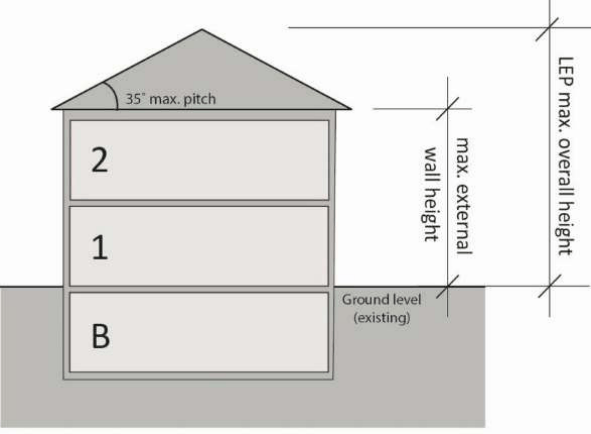 35° max. pitch
2
1
B
Ground level
(existing)
max. external
wall height
LEP max. overall height